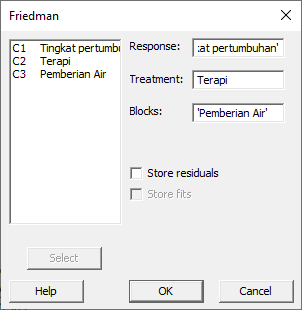 Friedman
C1 Tingkat pertumbu
C2 Terapi
C3 Pemberian Air
Response: :at pertumbuhan'
Treatment: Terapi
Blocks: 'Pemberian Air'
Store residuals
Store fits
Select
Help OK Cancel